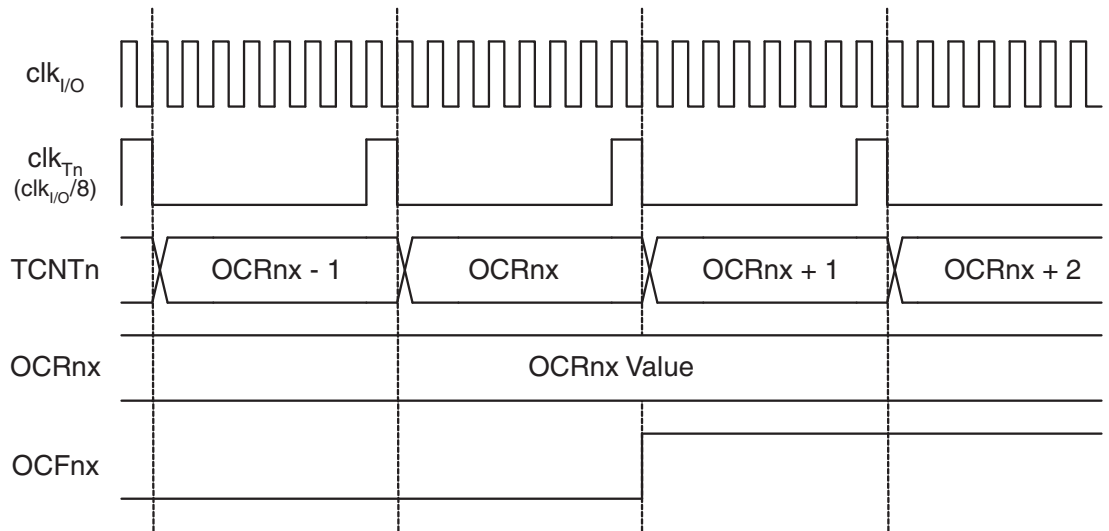 clkI/O
clkTn
(clkI/O/8)
TCNTn OCRnx - 1 OCRnx OCRnx + 1 OCRnx + 2
OCRnx OCRnx Value
OCFnx